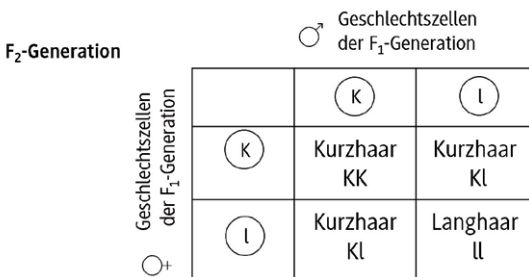 F₂-Generation
♂ Geschlechtszellen
der F₁-Generation
♀ Geschlechtszellen
der F₁-Generation
K l
K Kurzhaar Kurzhaar
KK Kl
l Kurzhaar Langhaar
Kl ll